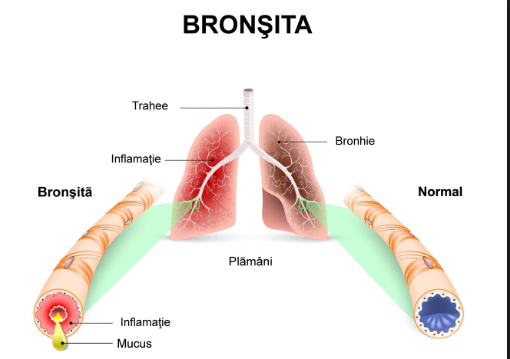 BRONŞITA
Trahee
Bronhie
Inflamaţie
Bronşită
Normal
Plămâni
Inflamaţie
Mucus